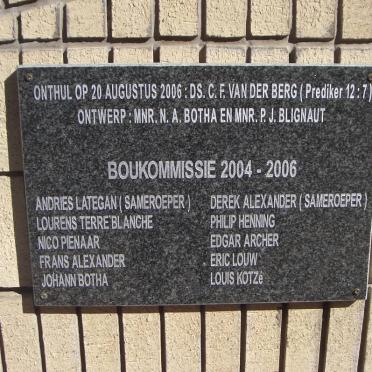 ONTHUL OP 20 AUGUSTUS 2006 : DS. C. F. VAN DER BERG ( Prediker 12 : 7 )
ONTWERP : MNR. N. A. BOTHA EN MNR. P. J. BLIGNAUT
BOUKOMMISSIE 2004 - 2006
ANDRIES LATEGAN ( SAMEROEPER )
LOURENS TERRE'BLANCHE
NICO PIENAAR
FRANS ALEXANDER
JOHANN BOTHA
DEREK ALEXANDER ( SAMEROEPER )
PHILIP HENNING
EDGAR ARCHER
ERIC LOUW
LOUIS KOTZé